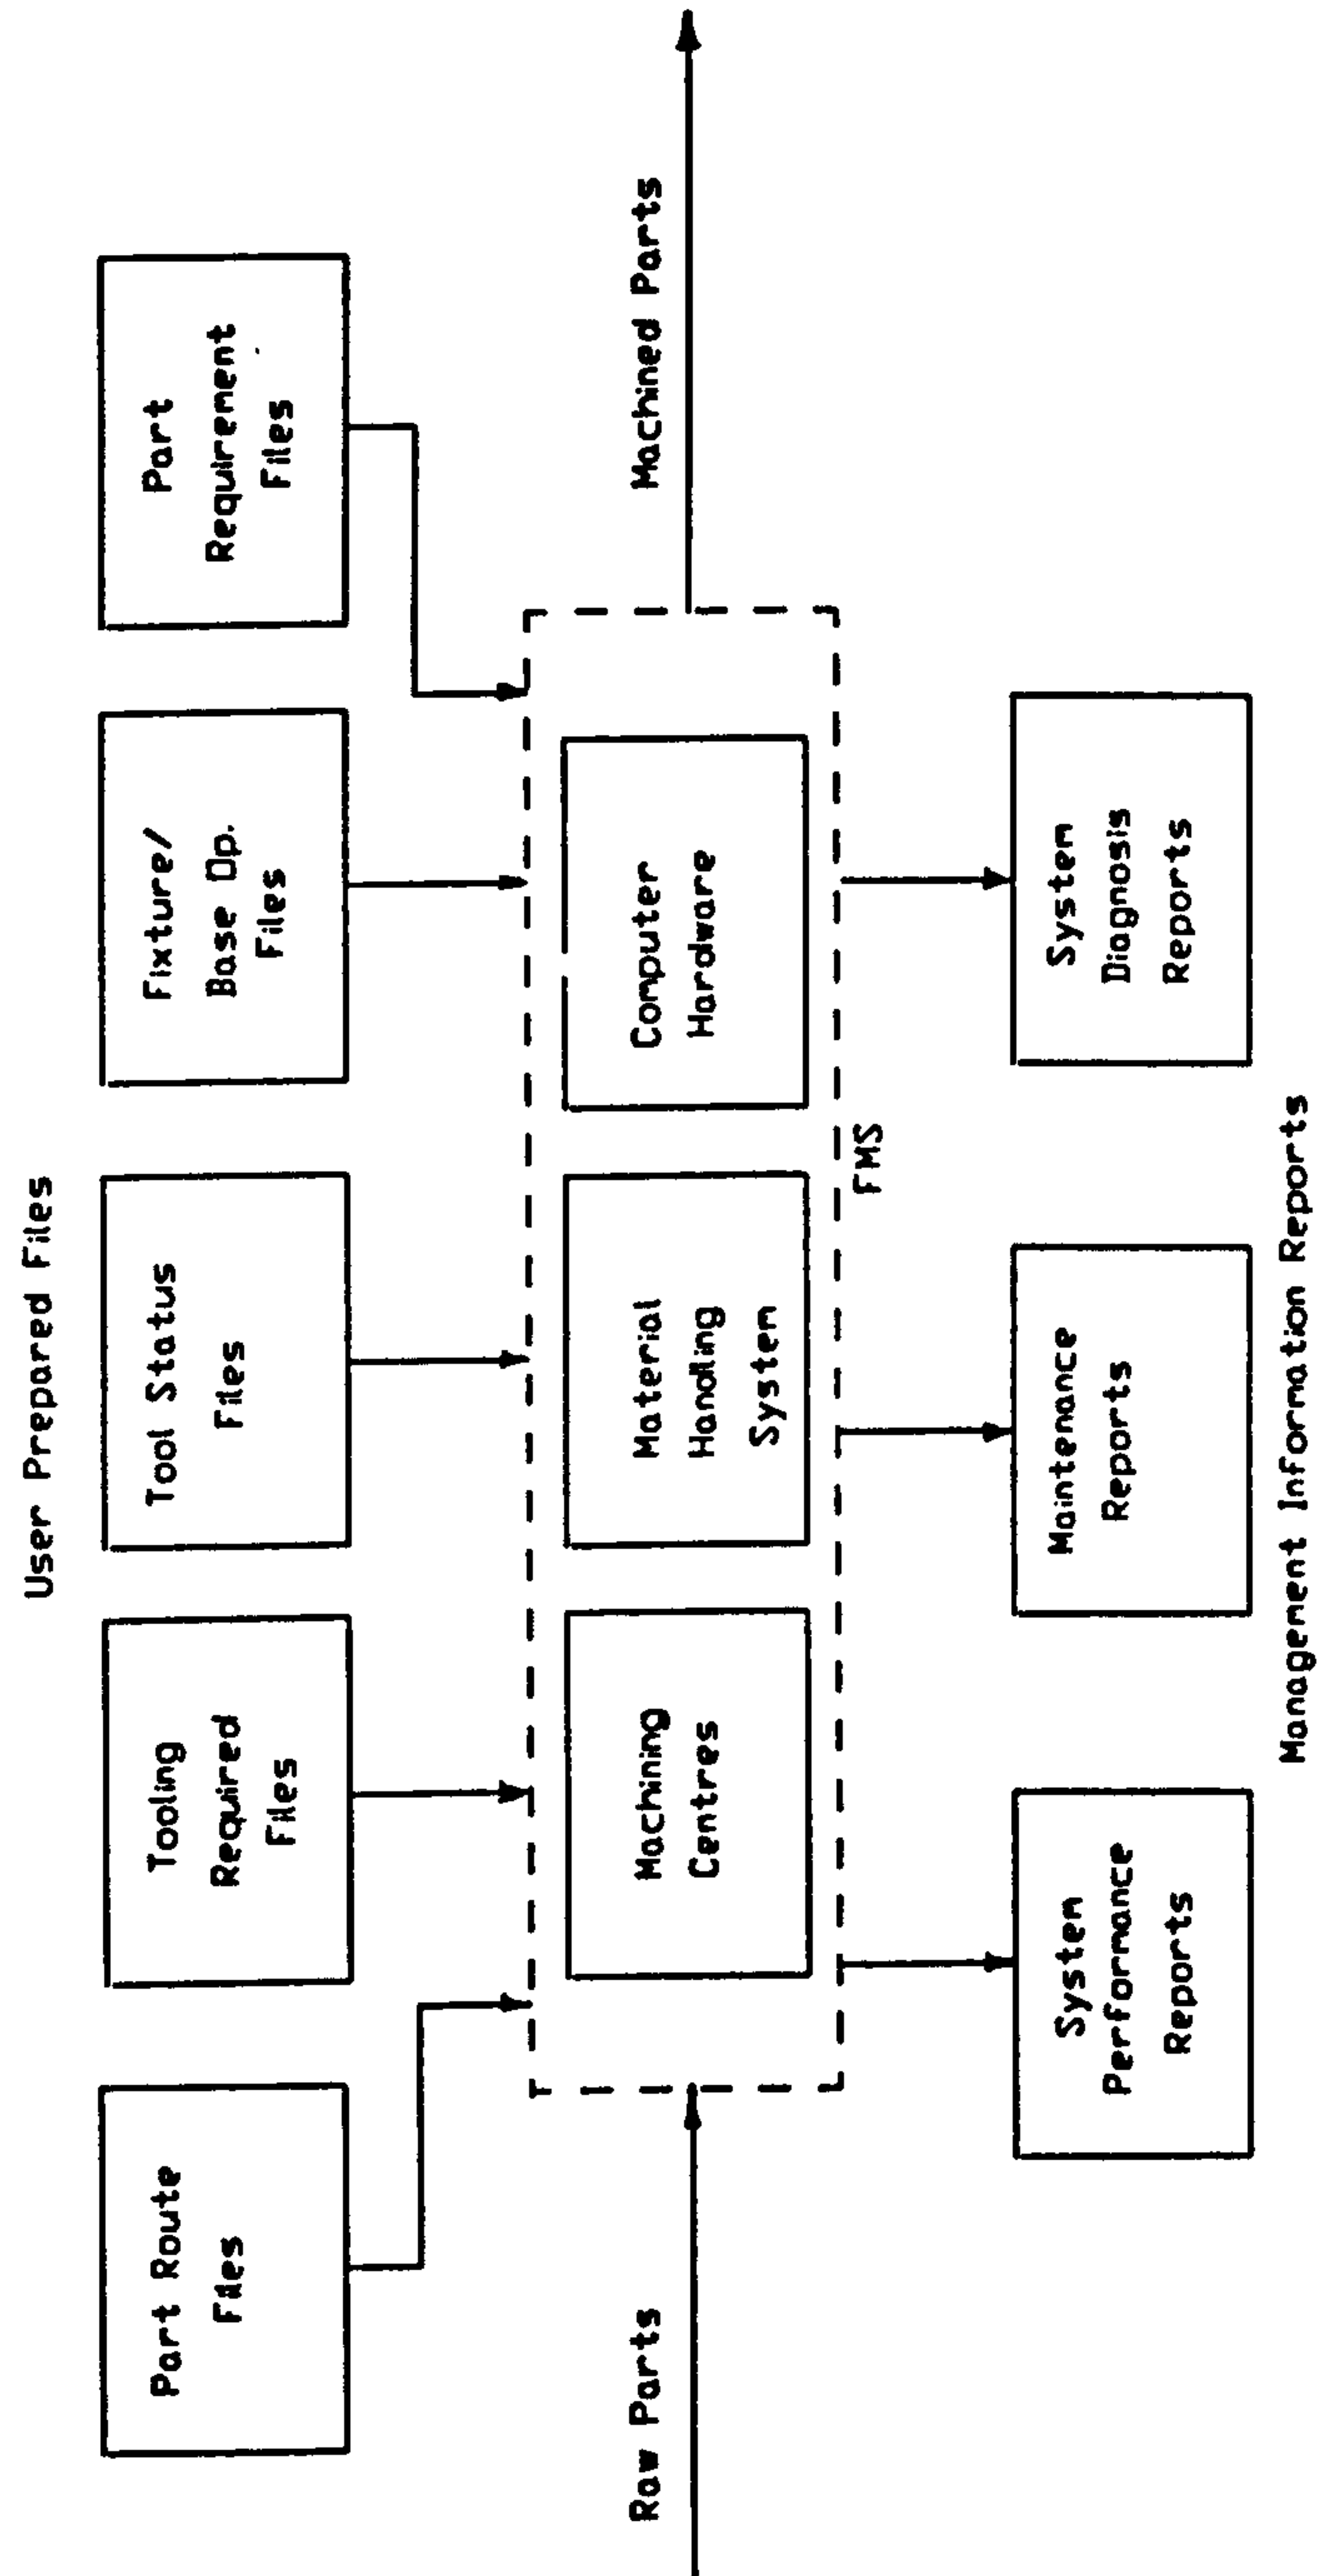 User Prepared Files
Part Route
Files
Tooling
Required
Files
Tool Status
Files
Fixture/
Base Op.
Files
Part
Requirement
Files
Raw Parts
Machining
Centres
Material
Handling
System
Computer
Hardware
Machined Parts
FMS
System
Performance
Reports
Maintenance
Reports
System
Diagnosis
Reports
Management Information Reports